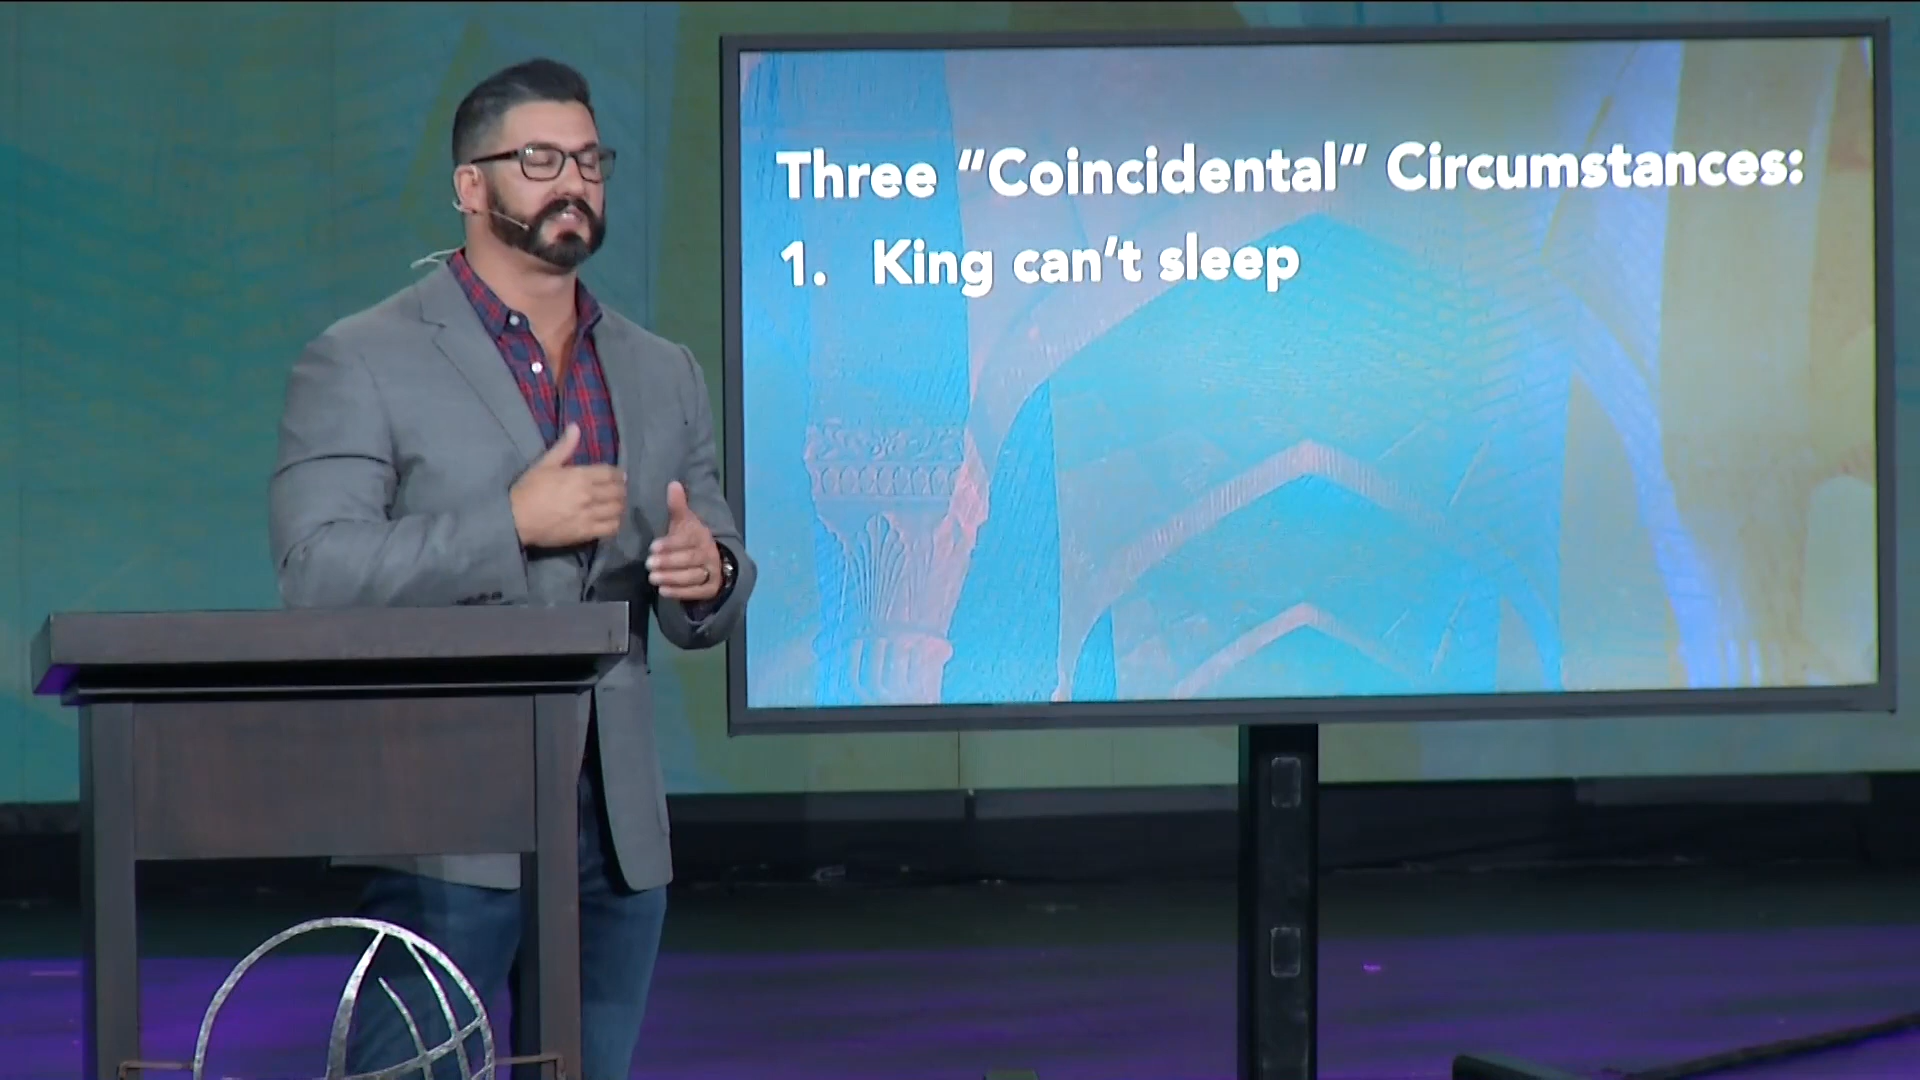 Three “Coincidental” Circumstances:
1. King can’t sleep